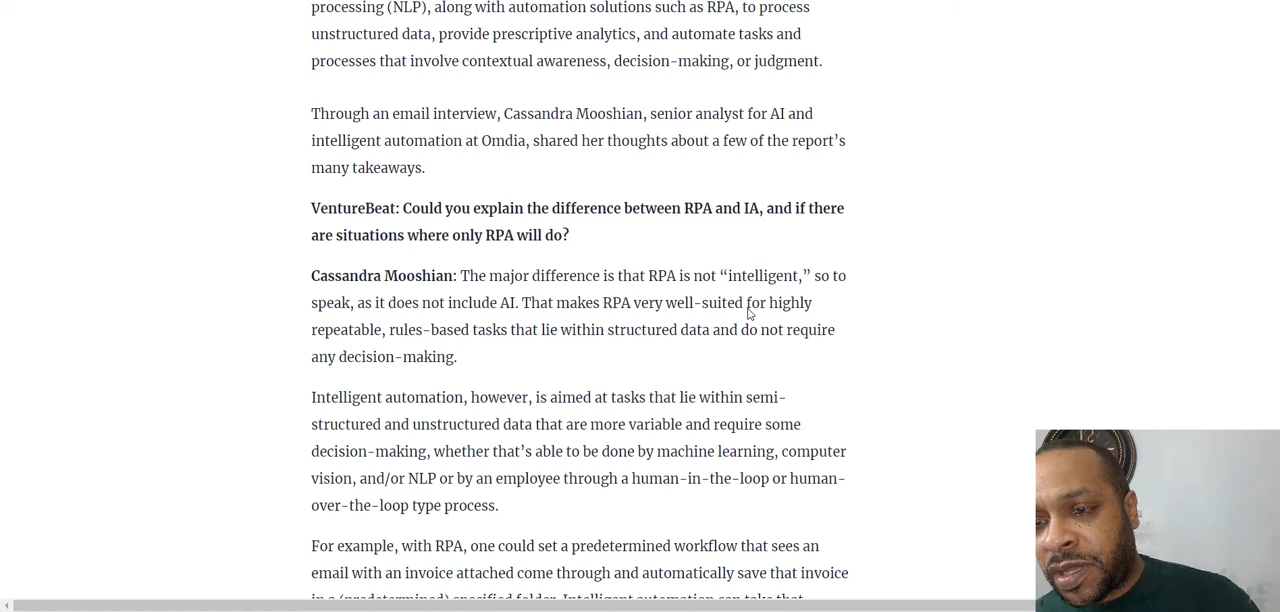 processing (NLP), along with automation solutions such as RPA, to process
unstructured data, provide prescriptive analytics, and automate tasks and
processes that involve contextual awareness, decision-making, or judgment.
Through an email interview, Cassandra Mooshian, senior analyst for AI and
intelligent automation at Omdia, shared her thoughts about a few of the report’s
many takeaways.
VentureBeat: Could you explain the difference between RPA and IA, and if there
are situations where only RPA will do?
Cassandra Mooshian: The major difference is that RPA is not “intelligent,” so to
speak, as it does not include AI. That makes RPA very well-suited for highly
repeatable, rules-based tasks that lie within structured data and do not require
any decision-making.
Intelligent automation, however, is aimed at tasks that lie within semi-
structured and unstructured data that are more variable and require some
decision-making, whether that’s able to be done by machine learning, computer
vision, and/or NLP or by an employee through a human-in-the-loop or human-
over-the-loop type process.
For example, with RPA, one could set a predetermined workflow that sees an
email with an invoice attached come through and automatically save that invoice
in a (predetermined) specified folder. Intelligent automation can take that
12